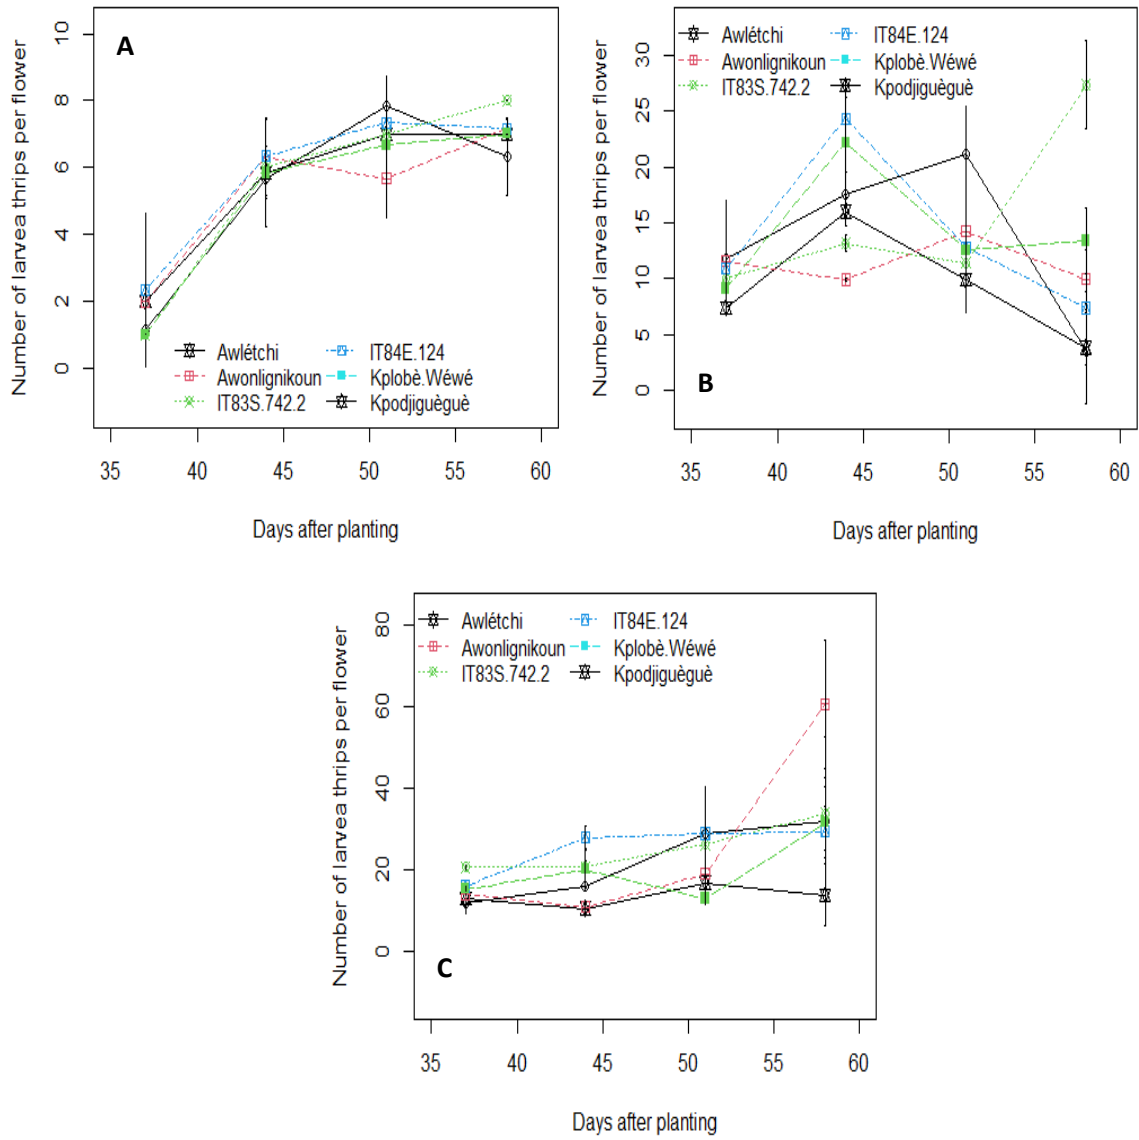 A
Number of larvea thrips per flower
10
8
6
4
2
0
Awlétchi
Awonlignikoun
IT83S.742.2
IT84E.124
Kplobè.Wéwé
Kpodjiguèguè
35 40 45 50 55 60
Days after planting
B
Number of larvea thrips per flower
30
25
20
15
10
5
0
Awlétchi
Awonlignikoun
IT83S.742.2
IT84E.124
Kplobè.Wéwé
Kpodjiguèguè
35 40 45 50 55 60
Days after planting
C
Number of larvea thrips per flower
80
60
40
20
0
Awlétchi
Awonlignikoun
IT83S.742.2
IT84E.124
Kplobè.Wéwé
Kpodjiguèguè
35 40 45 50 55 60
Days after planting